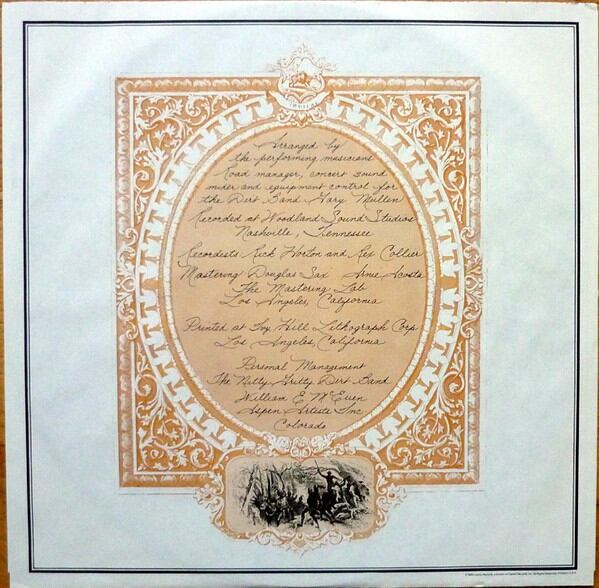 Arranged by
the performing musicians
Road manager, concert sound
mixer and equipment control for
the Dirt Band Gary Mullen
Recorded at Woodland Sound Studios
Nashville, Tennessee
Recordists Rick Horton and Rex Collier
Mastering Douglas Sax Arnie Acosta
The Mastering Lab
Los Angeles, California
Printed at Ivy Hill Lithograph Corp
Los Angeles, California
Personal Management
The Nitty Gritty Dirt Band
William E McEuen
Aspen Artists Inc
Colorado